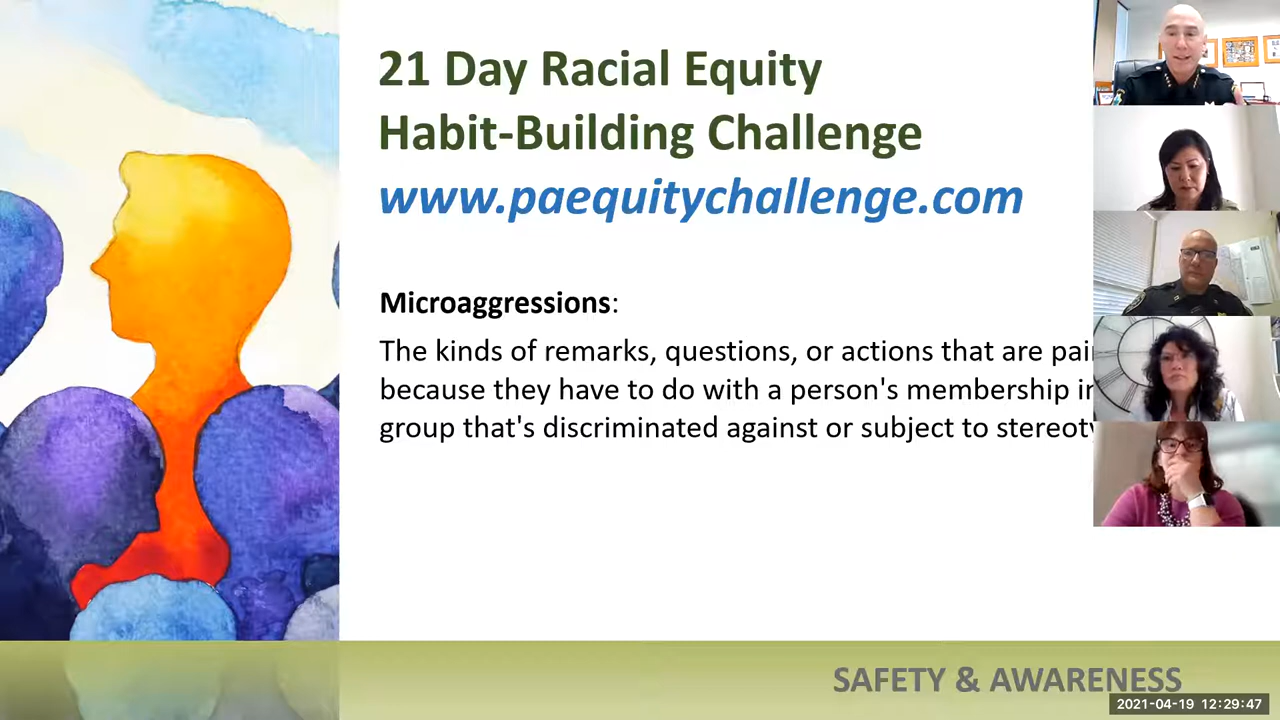 21 Day Racial Equity
Habit-Building Challenge
www.paequitychallenge.com
Microaggressions:
The kinds of remarks, questions, or actions that are
because they have to do with a person's membership
group that's discriminated against or subject to
SAFETY & AWARENESS
2021-04-19 12:29:47